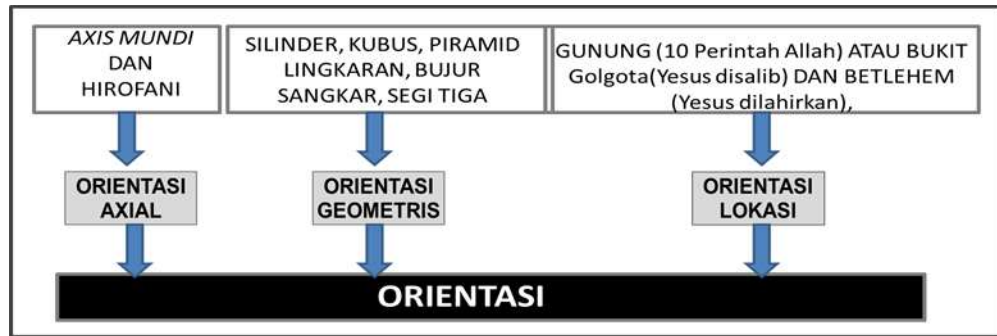 AXIS MUNDI
DAN
HIROFANI
SILINDER, KUBUS, PIRAMID
LINGKARAN, BUJUR
SANGKAR, SEGI TIGA
GUNUNG (10 Perintah Allah) ATAU BUKIT
Golgota(Yesus disalib) DAN BETLEHEM
(Yesus dilahirkan),
ORIENTASI
AXIAL
ORIENTASI
GEOMETRIS
ORIENTASI
LOKASI
ORIENTASI